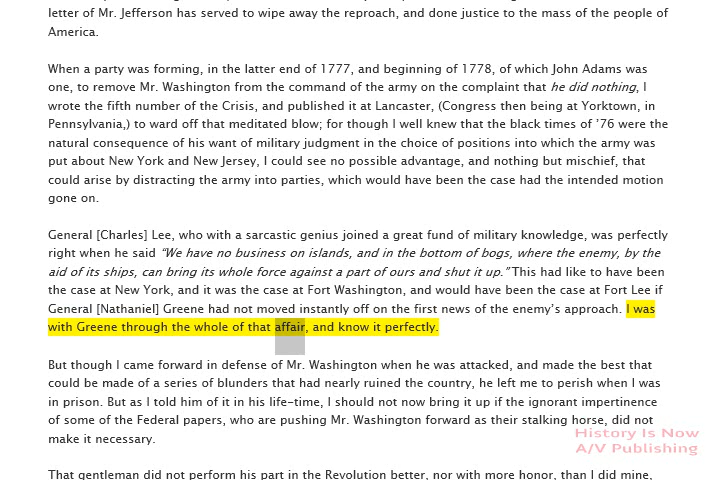 letter of Mr. Jefferson has served to wipe away the reproach, and done justice to the mass of the people of
America.
When a party was forming, in the latter end of 1777, and beginning of 1778, of which John Adams was
one, to remove Mr. Washington from the command of the army on the complaint that he did nothing, I
wrote the fifth number of the Crisis, and published it at Lancaster, (Congress then being at Yorktown, in
Pennsylvania,) to ward off that meditated blow; for though I well knew that the black times of ’76 were the
natural consequence of his want of military judgment in the choice of positions into which the army was
put about New York and New Jersey, I could see no possible advantage, and nothing but mischief, that
could arise by distracting the army into parties, which would have been the case had the intended motion
gone on.
General [Charles] Lee, who with a sarcastic genius joined a great fund of military knowledge, was perfectly
right when he said “We have no business on islands, and in the bottom of bogs, where the enemy, by the
aid of its ships, can bring its whole force against a part of ours and shut it up.” This had like to have been
the case at New York, and it was the case at Fort Washington, and would have been the case at Fort Lee if
General [Nathaniel] Greene had not moved instantly off on the first news of the enemy’s approach. I was
with Greene through the whole of that affair, and know it perfectly.
But though I came forward in defense of Mr. Washington when he was attacked, and made the best that
could be made of a series of blunders that had nearly ruined the country, he left me to perish when I was
in prison. But as I told him of it in his life-time, I should not now bring it up if the ignorant impertinence
of some of the Federal papers, who are pushing Mr. Washington forward as their stalking horse, did not
make it necessary.
History Is Now
A/V Publishing
That gentleman did not perform his part in the Revolution better, nor with more honor, than I did mine,